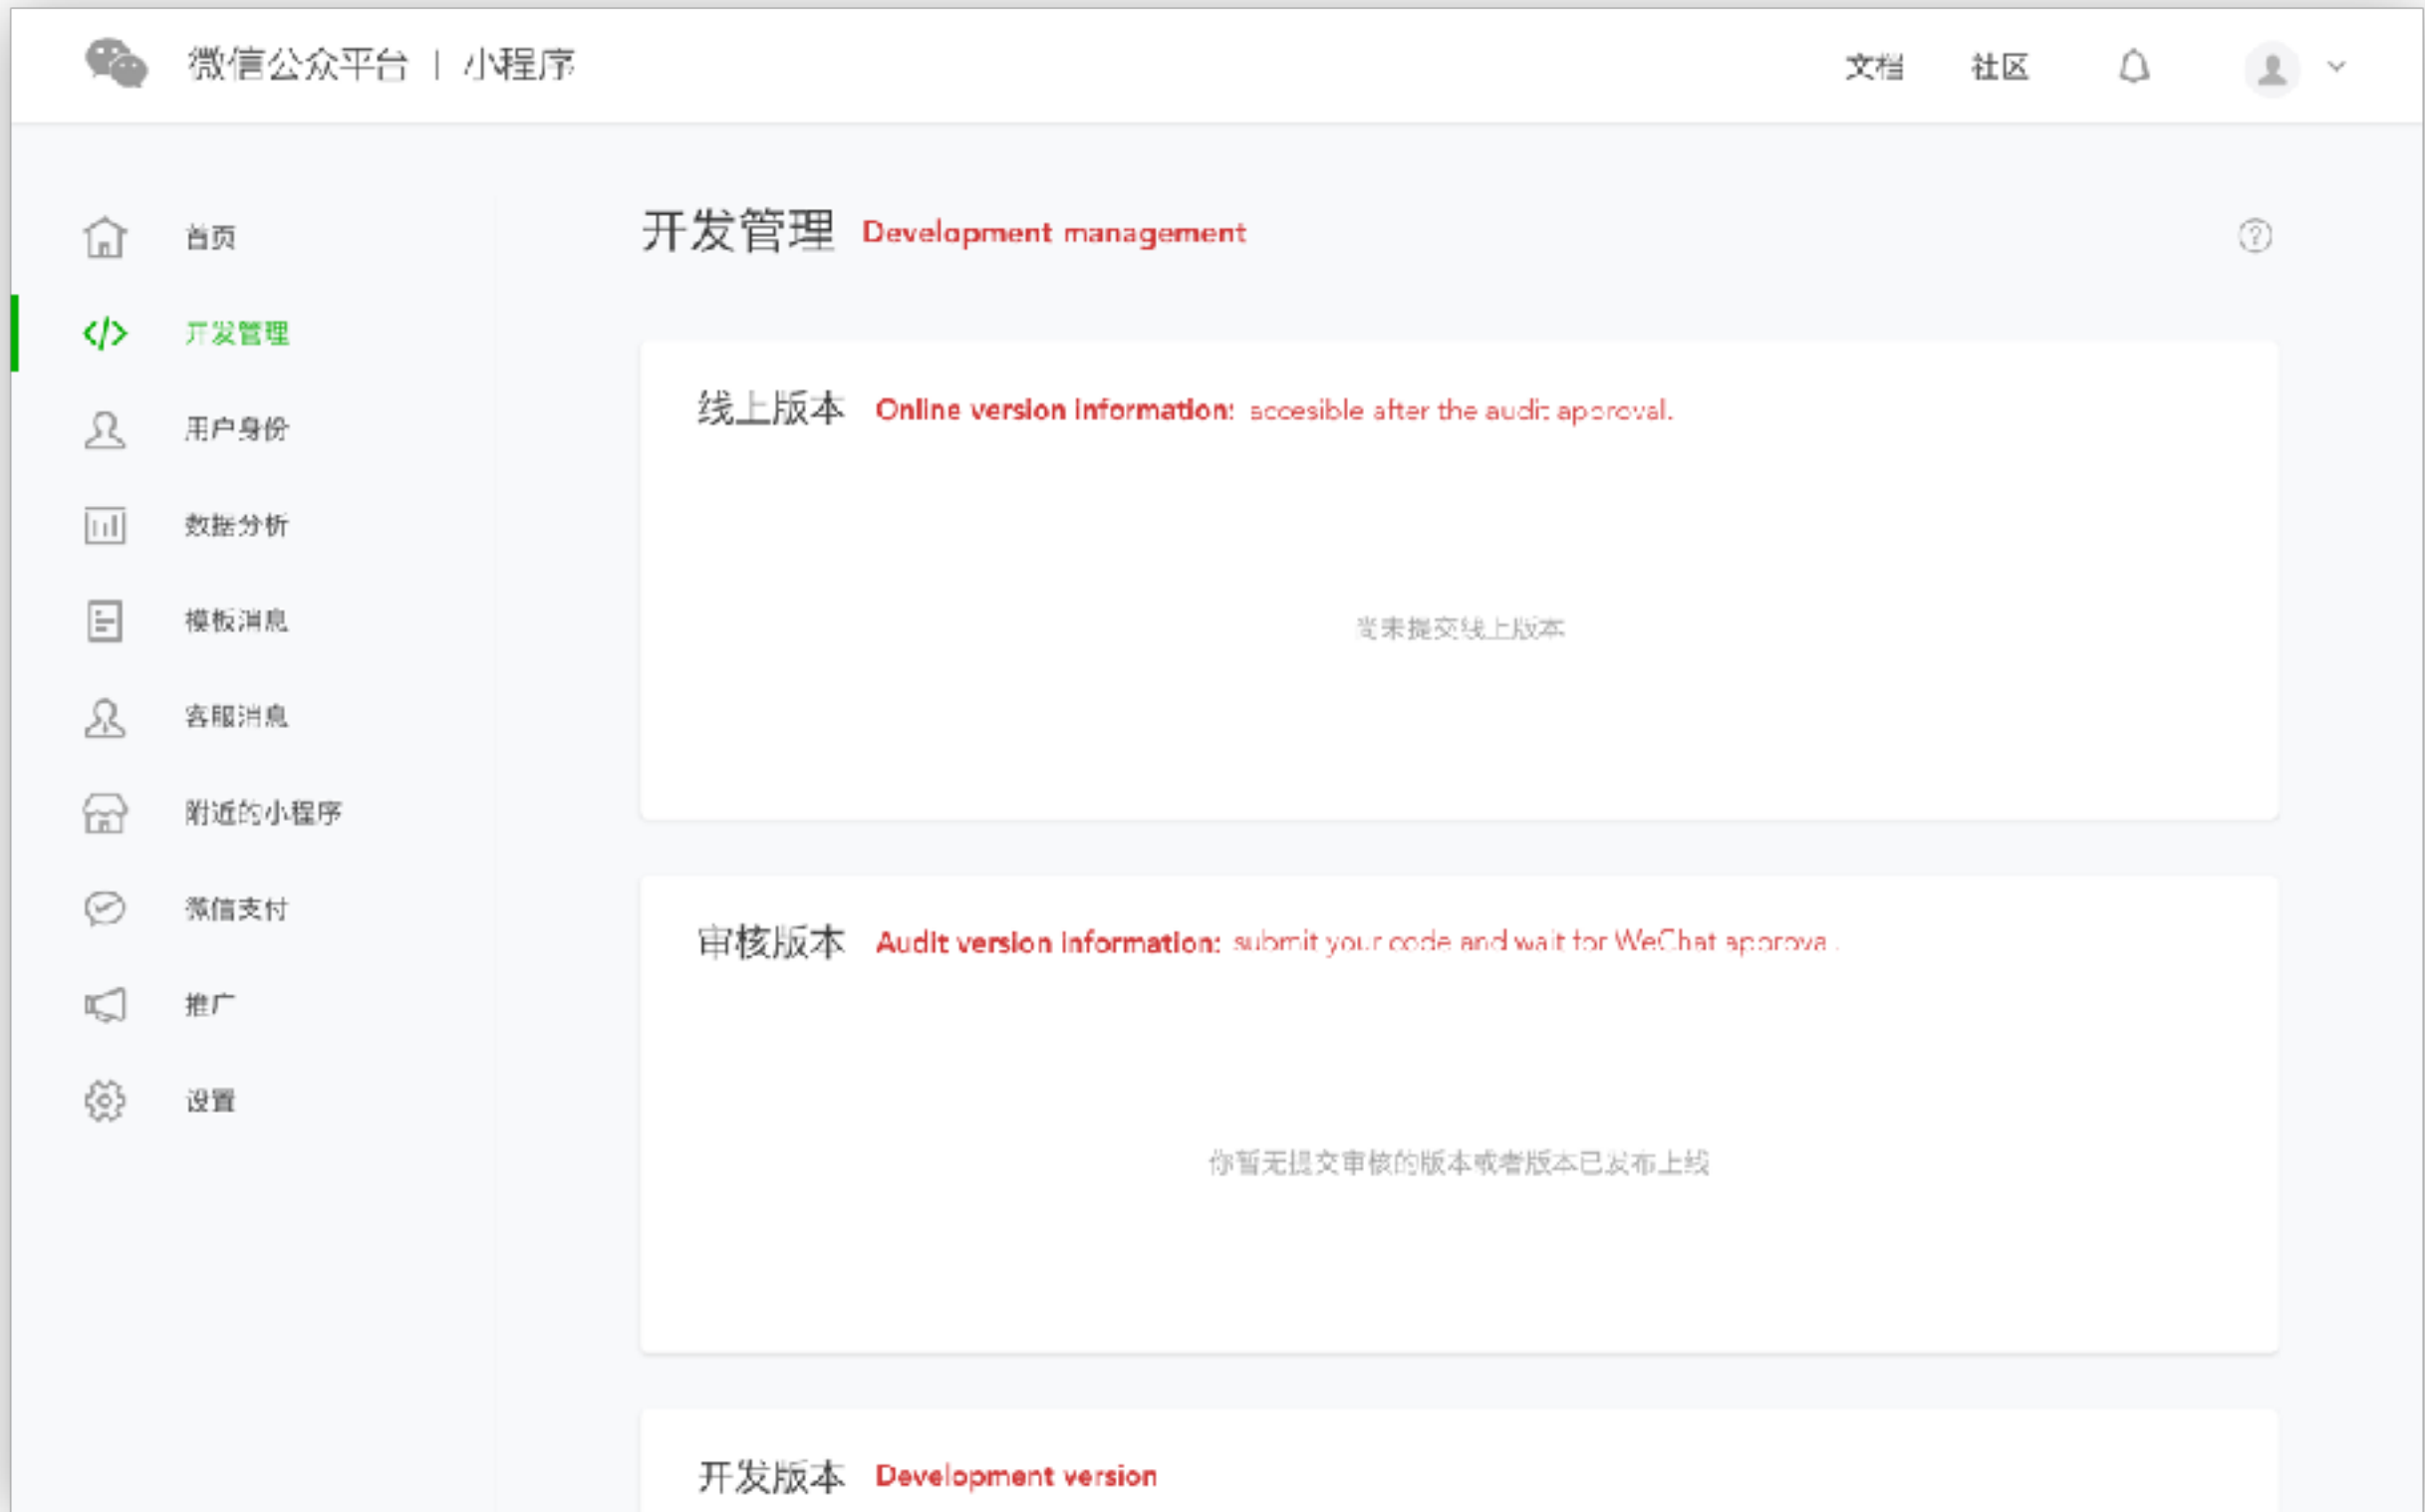 微信公众平台 | 小程序
文档 社区
首页
开发管理
用户身份
数据分析
模板消息
客服消息
附近的小程序
微信支付
推广
设置
开发管理 Development management
线上版本 Online version information: accesible after the audit approval.
尚未提交线上版本
审核版本 Audit version information: submit your code and wait for WeChat approval.
你暂无提交审核的版本或者版本已发布上线
开发版本 Development version